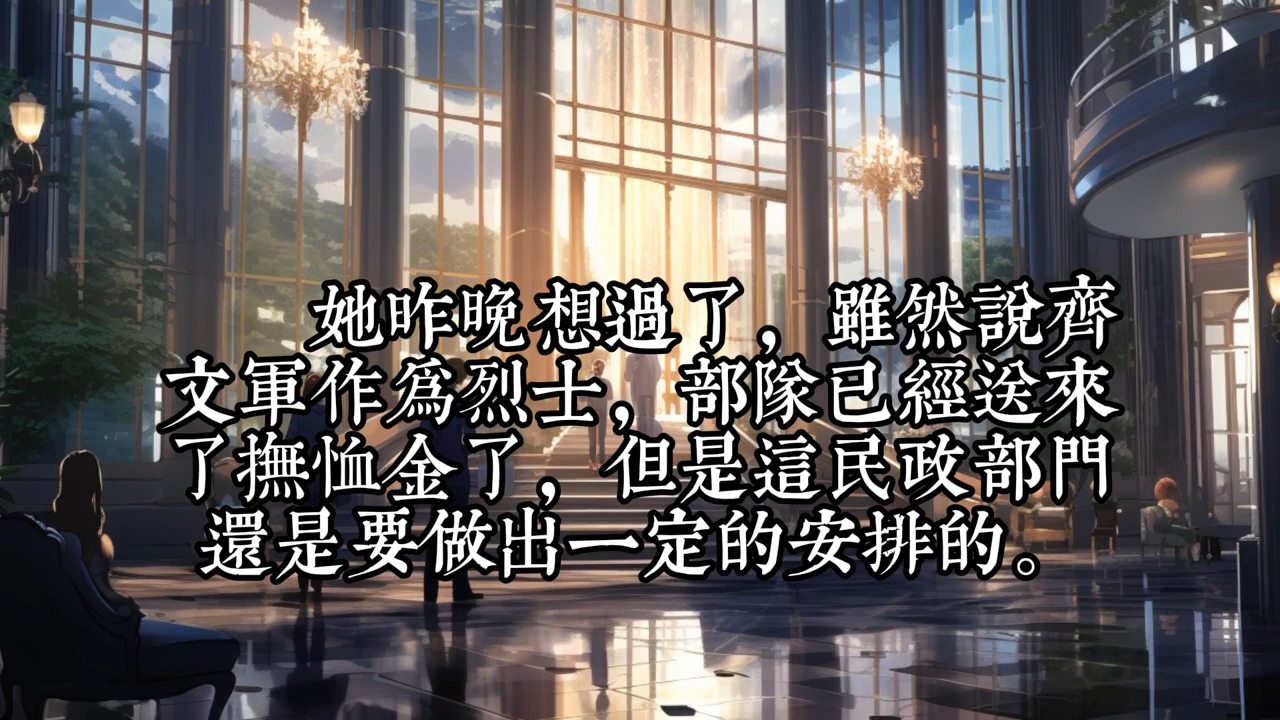 她昨晚想過了，雖然說齊
文軍作爲烈士，部隊已經送來
了撫恤金了，但是這民政部門
還是要做出一定的安排的。